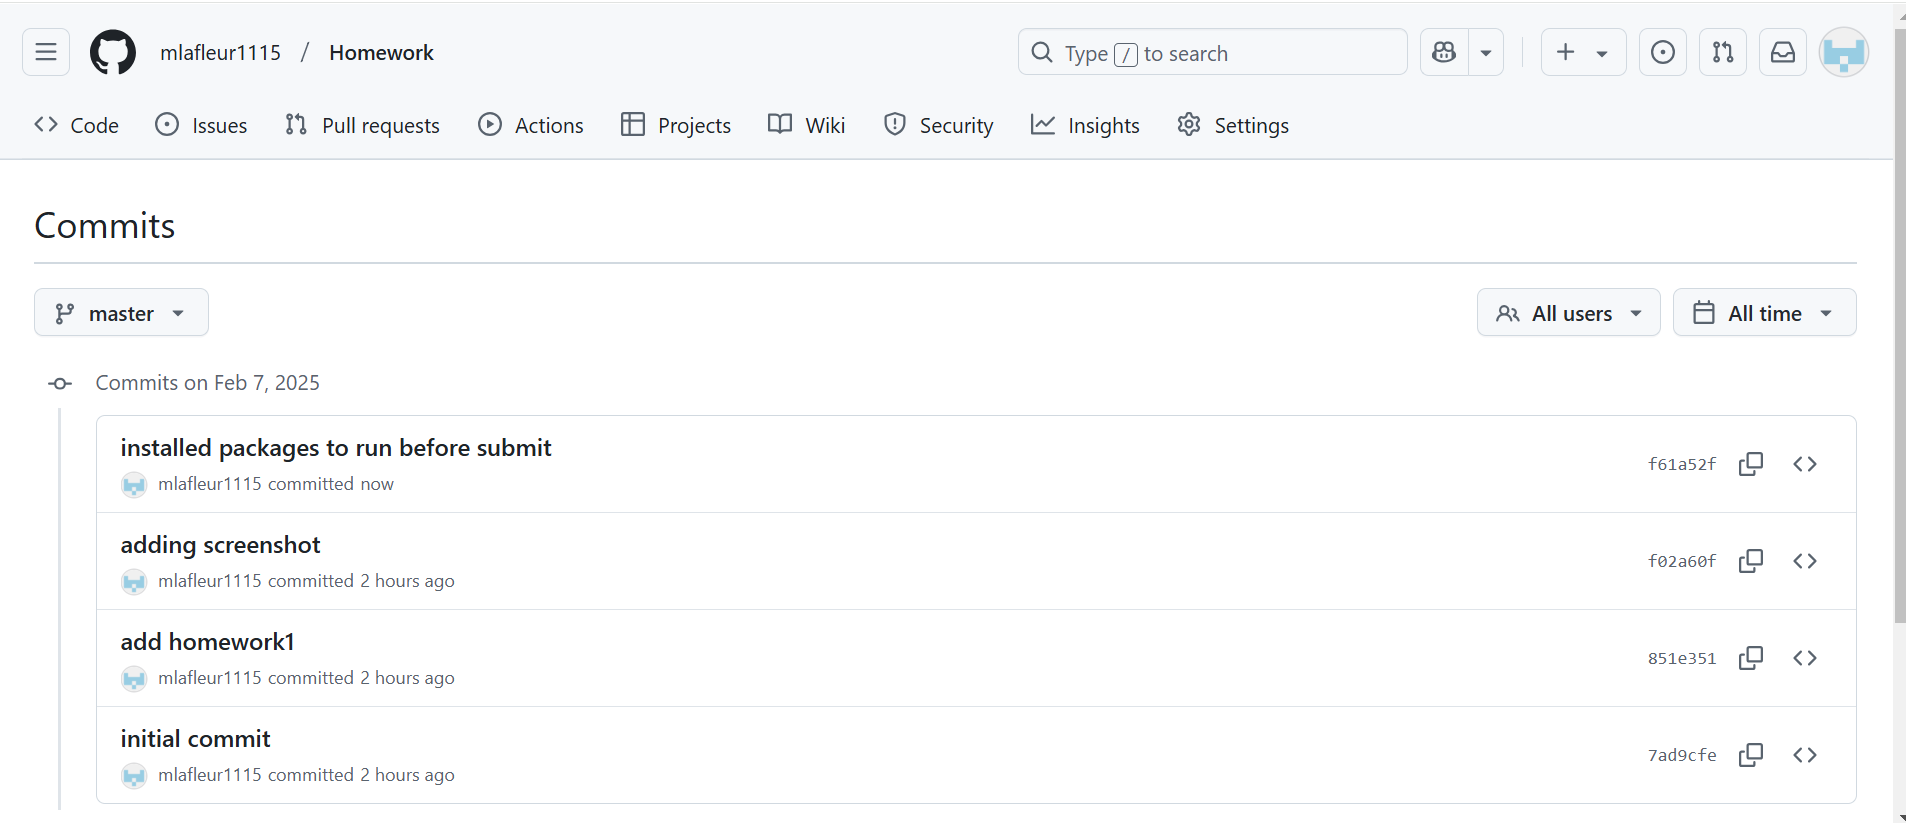 mlafleur1115 / Homework
Type / to search
Code Issues Pull requests Actions Projects Wiki Security Insights Settings
Commits
master All users All time
Commits on Feb 7, 2025
installed packages to run before submit
mlafleur1115 committed now
f61a52f
adding screenshot
mlafleur1115 committed 2 hours ago
f02a60f
add homework1
mlafleur1115 committed 2 hours ago
851e351
initial commit
mlafleur1115 committed 2 hours ago
7ad9cfe